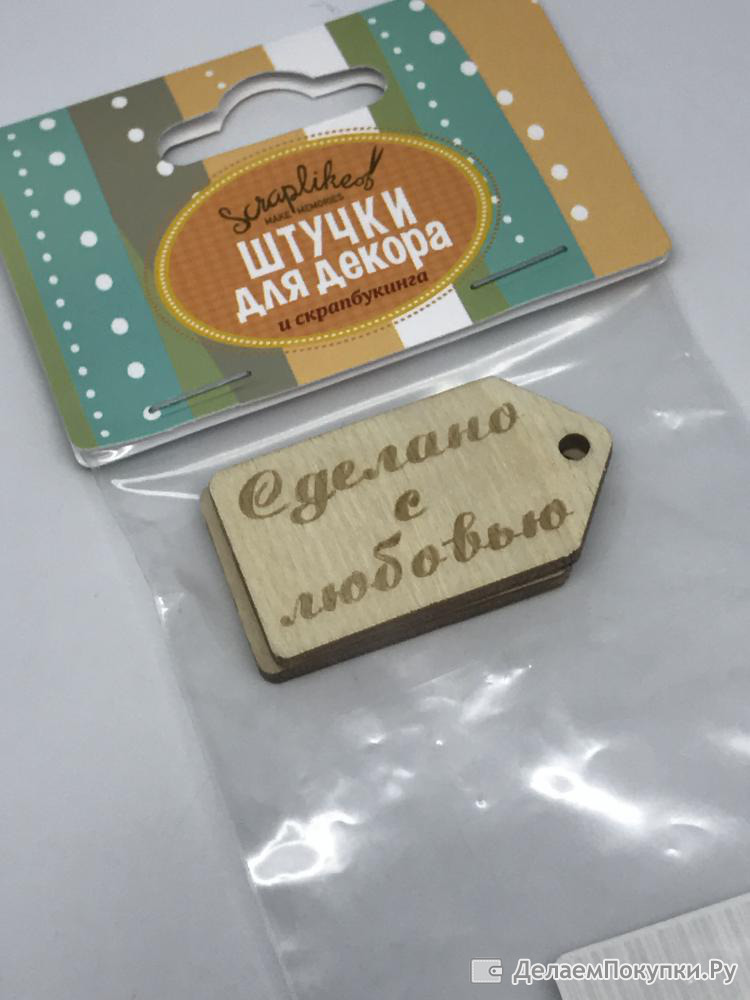 Scraplike
MAKE MEMORIES
ШТУЧКИ
для декора
и скрапбукинга
Сделано
с
любовью
ДелаемПокупки.Ру